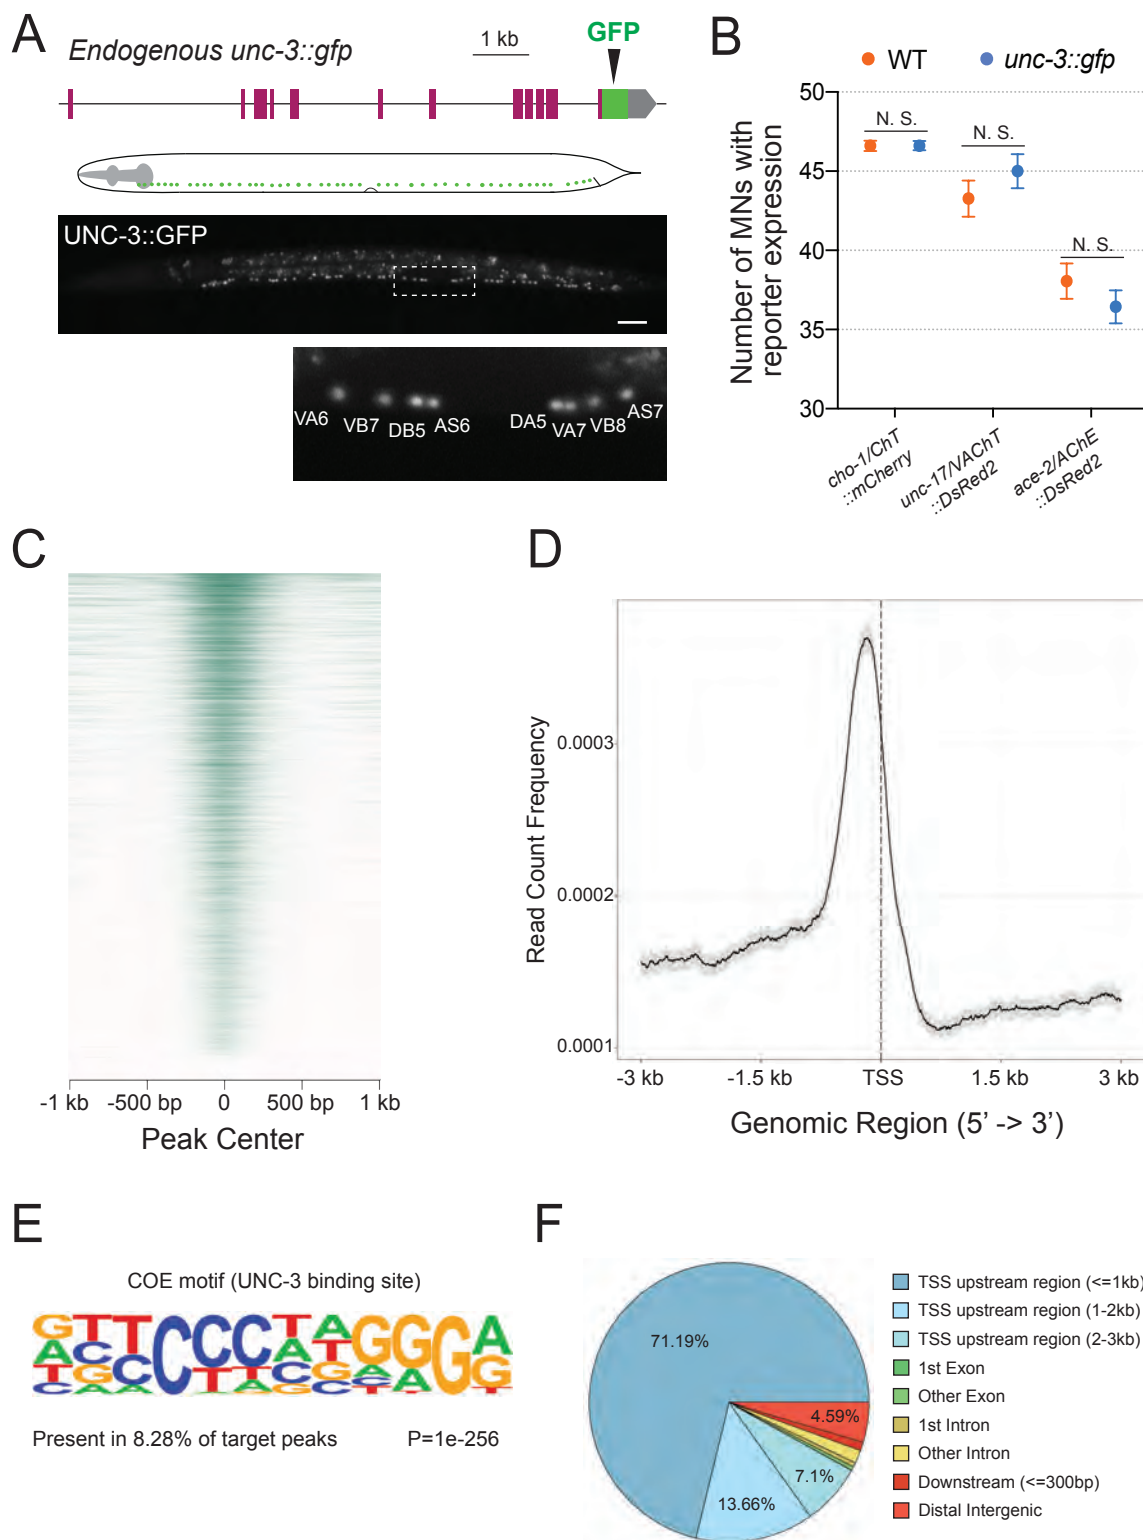 A
Endogenous unc-3::gfp
1 kb
GFP
UNC-3::GFP
VA6
VB7
DB5
AS6
DA5
VA7
VB8
AS7
B
WT
unc-3::gfp
Number of MNs with
reporter expression
50
45
40
35
30
N. S.
N. S.
N. S.
cho-1/ChT
::mCherry
unc-17/VAChT
::DsRed2
ace-2/AChE
::DsRed2
C
-1 kb
-500 bp
0
500 bp
1 kb
Peak Center
D
Read Count Frequency
0.0003
0.0002
0.0001
-3 kb
-1.5 kb
TSS
1.5 kb
3 kb
Genomic Region (5' -> 3')
E
COE motif (UNC-3 binding site)
Present in 8.28% of target peaks
P=1e-256
F
71.19%
13.66%
7.1%
4.59%
TSS upstream region (<=1kb)
TSS upstream region (1-2kb)
TSS upstream region (2-3kb)
1st Exon
Other Exon
1st Intron
Other Intron
Downstream (<=300bp)
Distal Intergenic